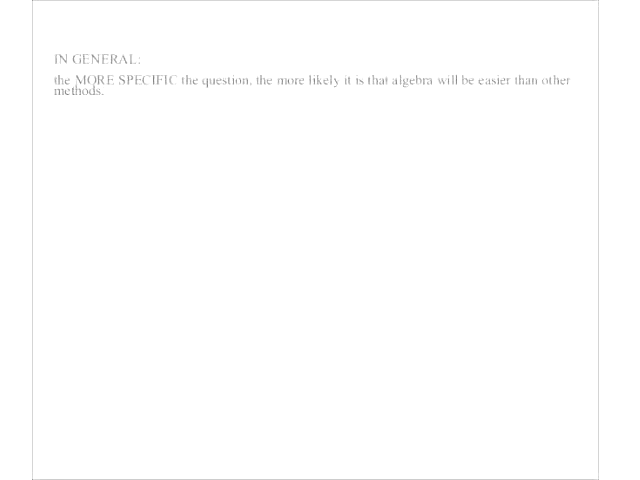 IN GENERAL:
the MORE SPECIFIC the question, the more likely it is that algebra will be easier than other
methods.